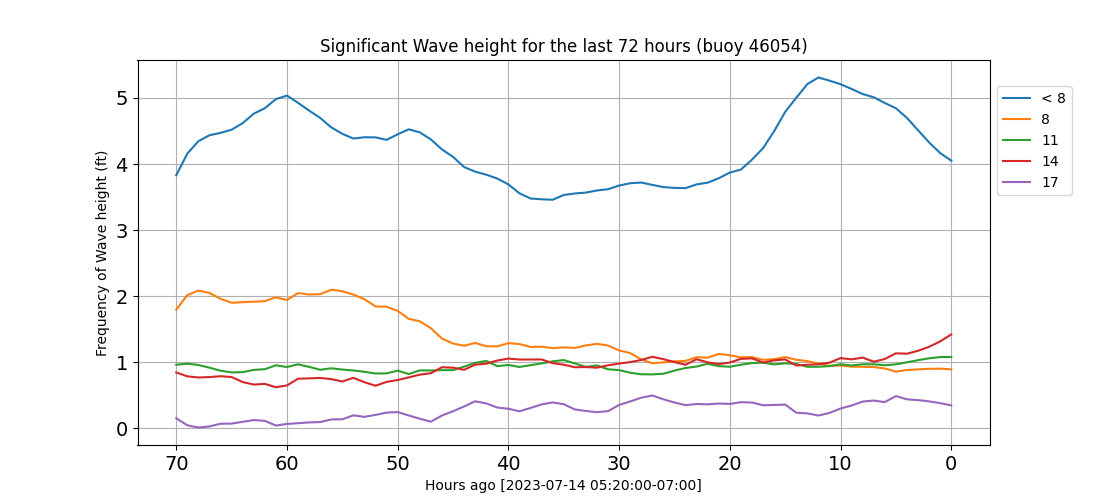 Significant Wave height for the last 72 hours (buoy 46054)
Frequency of Wave height (ft)
5
4
3
2
1
0
70 60 50 40 30 20 10 0
Hours ago [2023-07-14 05:20:00-07:00]
< 8
8
11
14
17